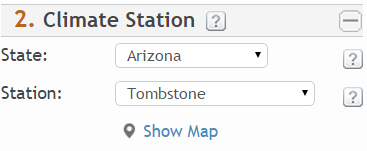 2. Climate Station ?
State: Arizona ?
Station: Tombstone ?
Show Map